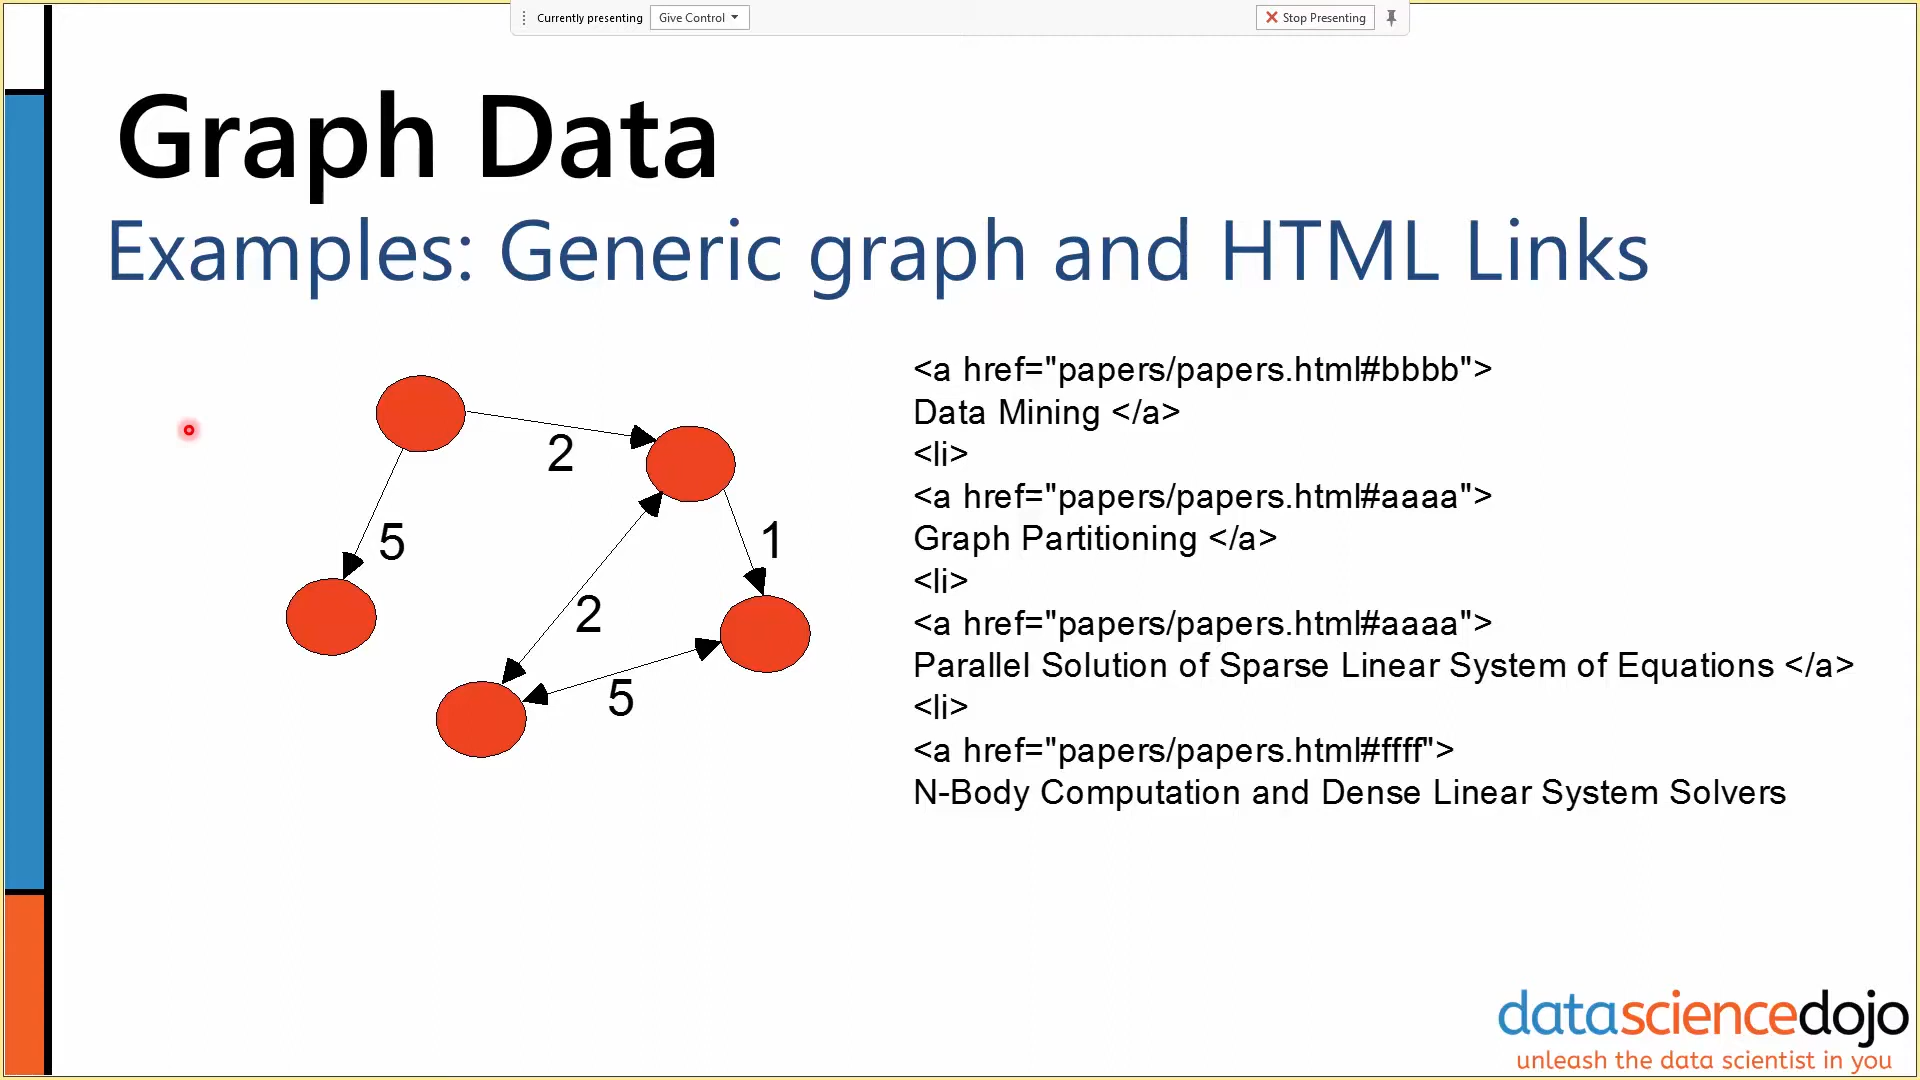 Currently presenting
Give Control
Stop Presenting
Graph Data
Examples: Generic graph and HTML Links
2
5
1
2
5
<a href="papers/papers.html#bbbb">
Data Mining </a>
<li>
<a href="papers/papers.html#aaaa">
Graph Partitioning </a>
<li>
<a href="papers/papers.html#aaaa">
Parallel Solution of Sparse Linear System of Equations </a>
<li>
<a href="papers/papers.html#ffff">
N-Body Computation and Dense Linear System Solvers
datasciencedojo
unleash the data scientist in you